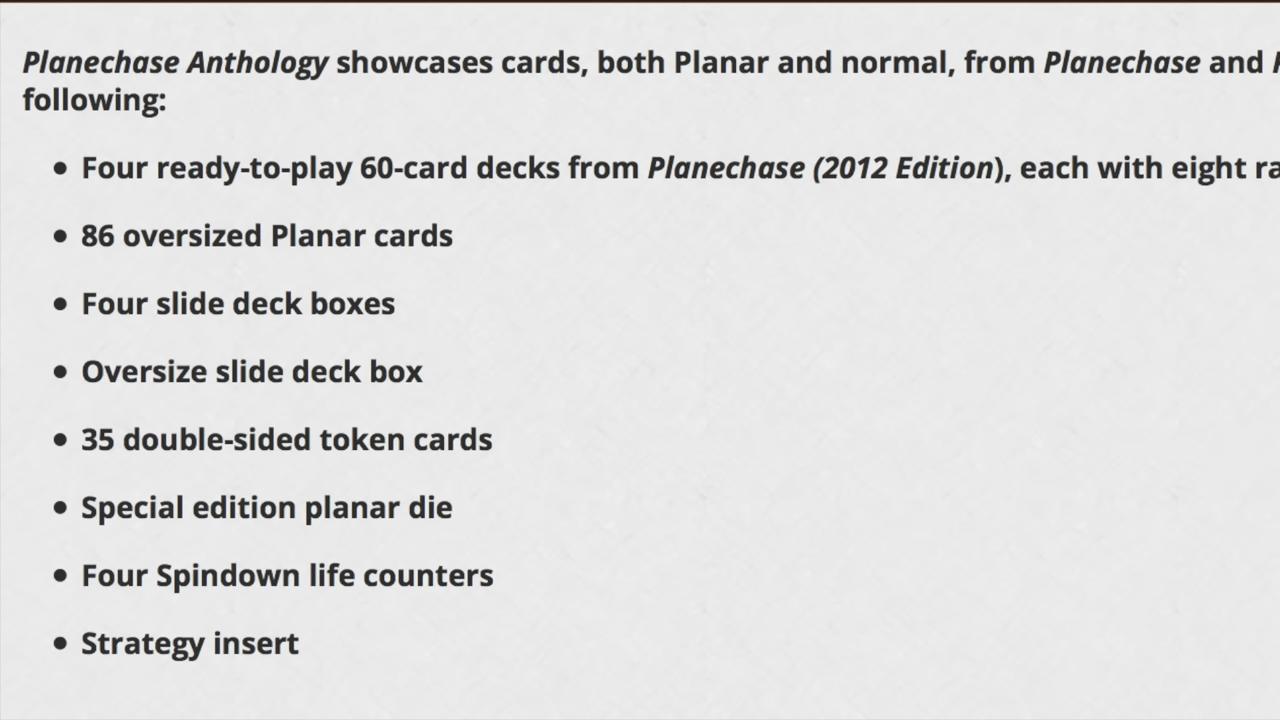 Planechase Anthology showcases cards, both Planar and normal, from Planechase and
following:
• Four ready-to-play 60-card decks from Planechase (2012 Edition), each with eight
• 86 oversized Planar cards
• Four slide deck boxes
• Oversize slide deck box
• 35 double-sided token cards
• Special edition planar die
• Four Spindown life counters
• Strategy insert